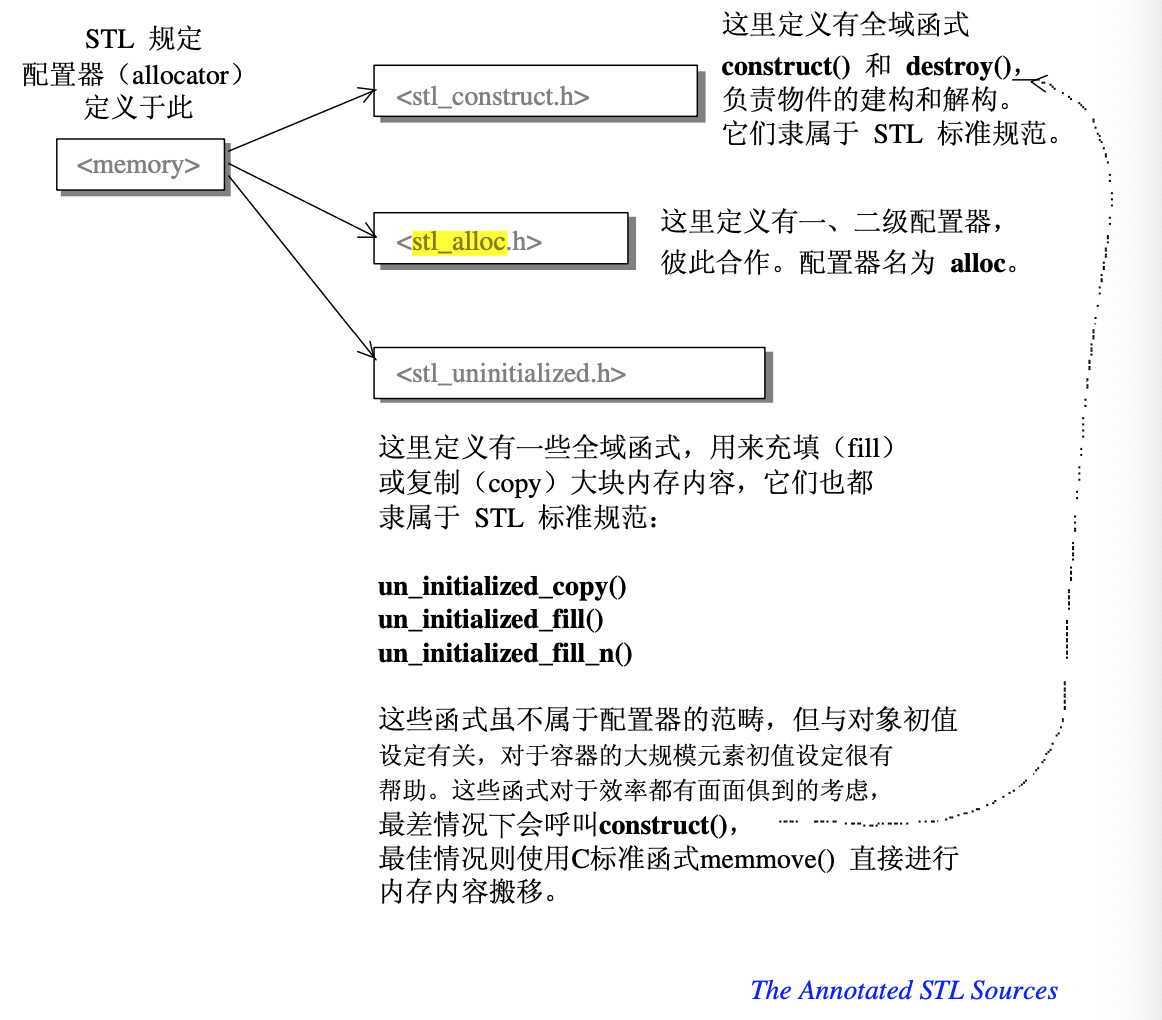 STL 规定
配置器（allocator）
定义于此
<memory>
<stl_construct.h>
这里定义有全域函式
construct() 和 destroy()，
负责物件的建构和解构。
它们隶属于 STL 标准规范。
<stl_alloc.h>
这里定义有一、二级配置器，
彼此合作。配置器名为 alloc。
<stl_uninitialized.h>
这里定义有一些全域函式，用来充填（fill）
或复制（copy）大块内存内容，它们也都
隶属于 STL 标准规范：
un_initialized_copy()
un_initialized_fill()
un_initialized_fill_n()
这些函式虽不属于配置器的范畴，但与对象初值
设定有关，对于容器的大规模元素初值设定很有
帮助。这些函式对于效率都有面面俱到的考虑，
最差情况下会呼叫construct()，
最佳情况则使用C标准函式memmove() 直接进行
内存内容搬移。
The Annotated STL Sources